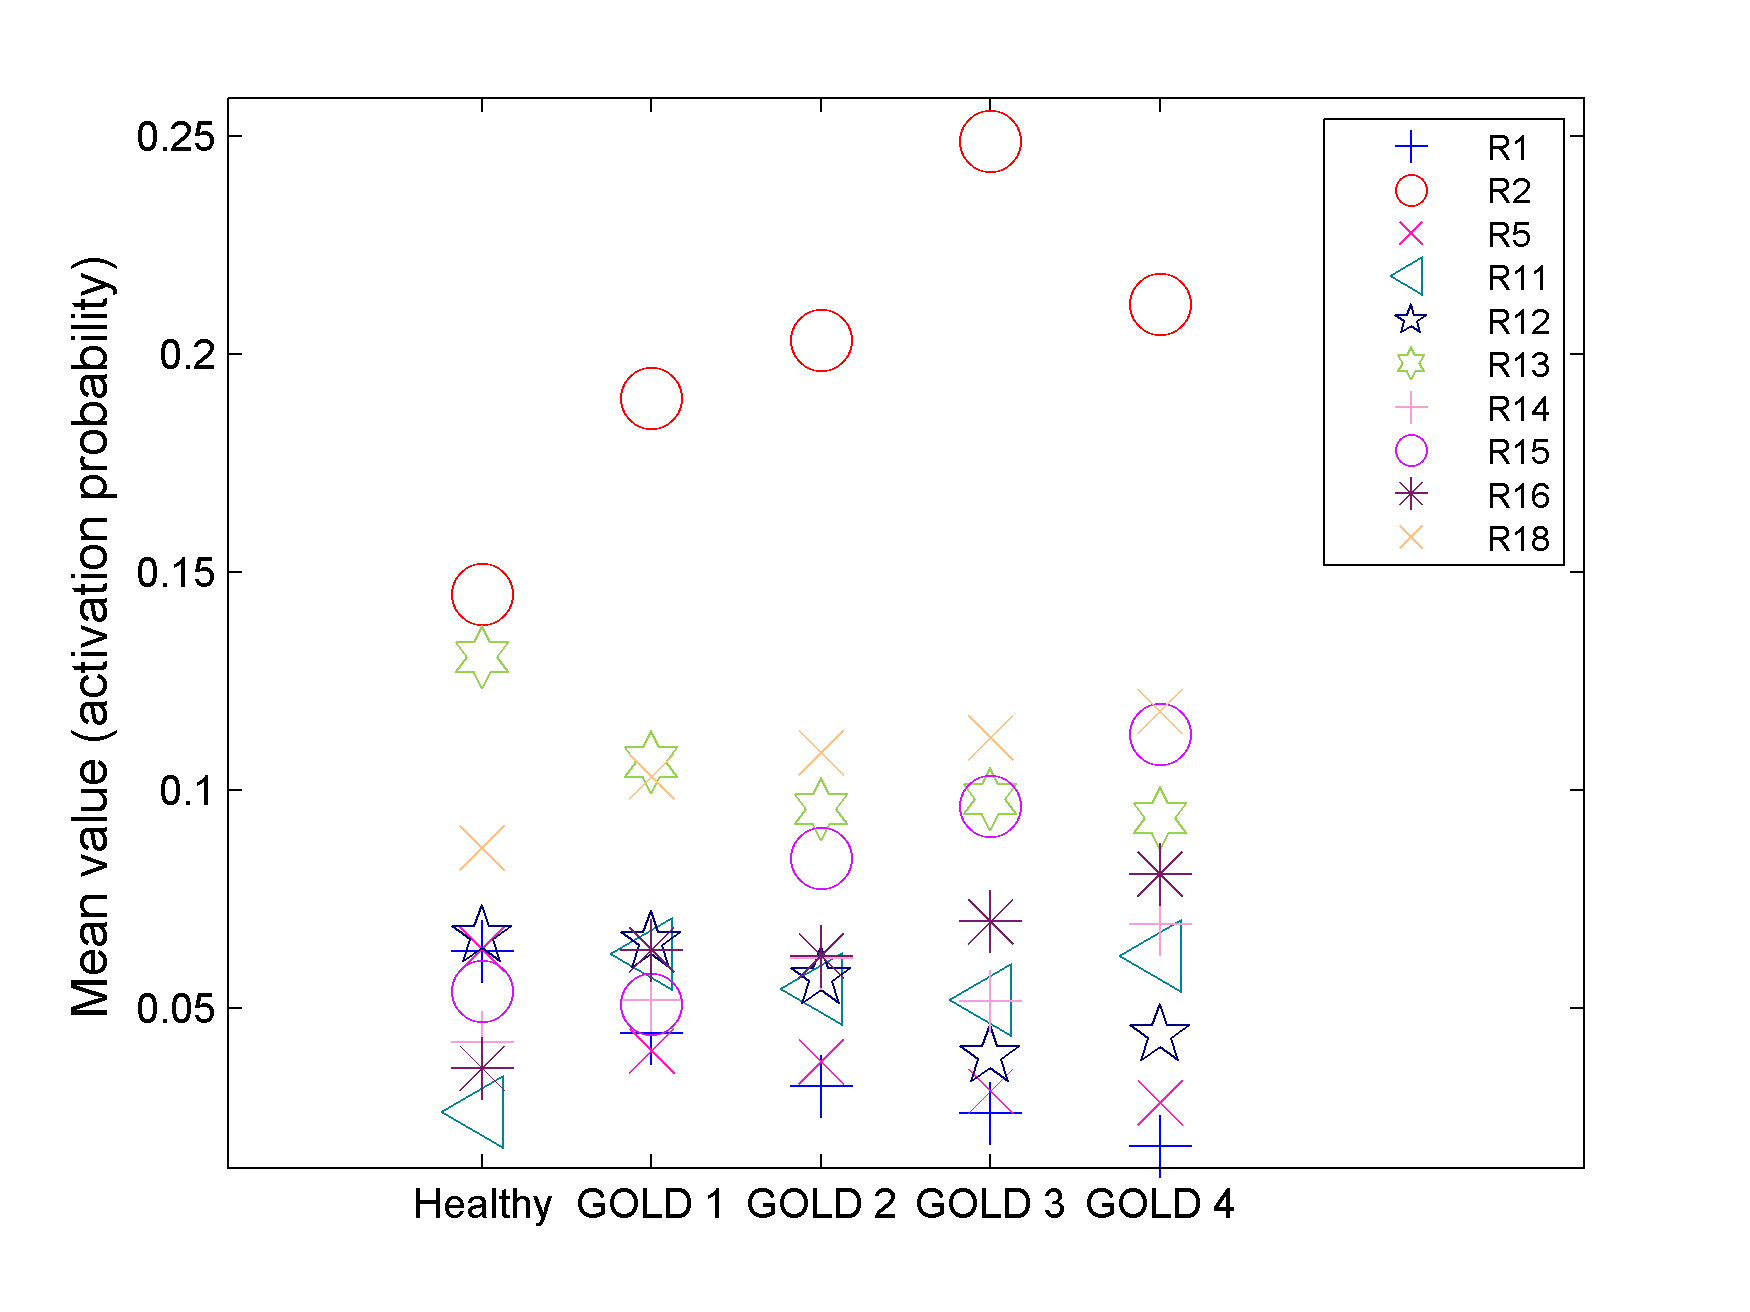 Mean value (activation probability)
0.25
0.2
0.15
0.1
0.05
Healthy GOLD 1 GOLD 2 GOLD 3 GOLD 4
R1
R2
R5
R11
R12
R13
R14
R15
R16
R18